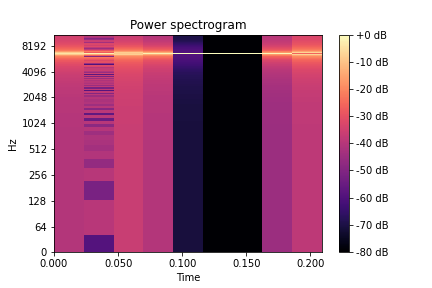 Power spectrogram
Hz
8192
4096
2048
1024
512
256
128
64
0
0.000 0.050 0.100 0.150 0.200
Time
+0 dB
-10 dB
-20 dB
-30 dB
-40 dB
-50 dB
-60 dB
-70 dB
-80 dB